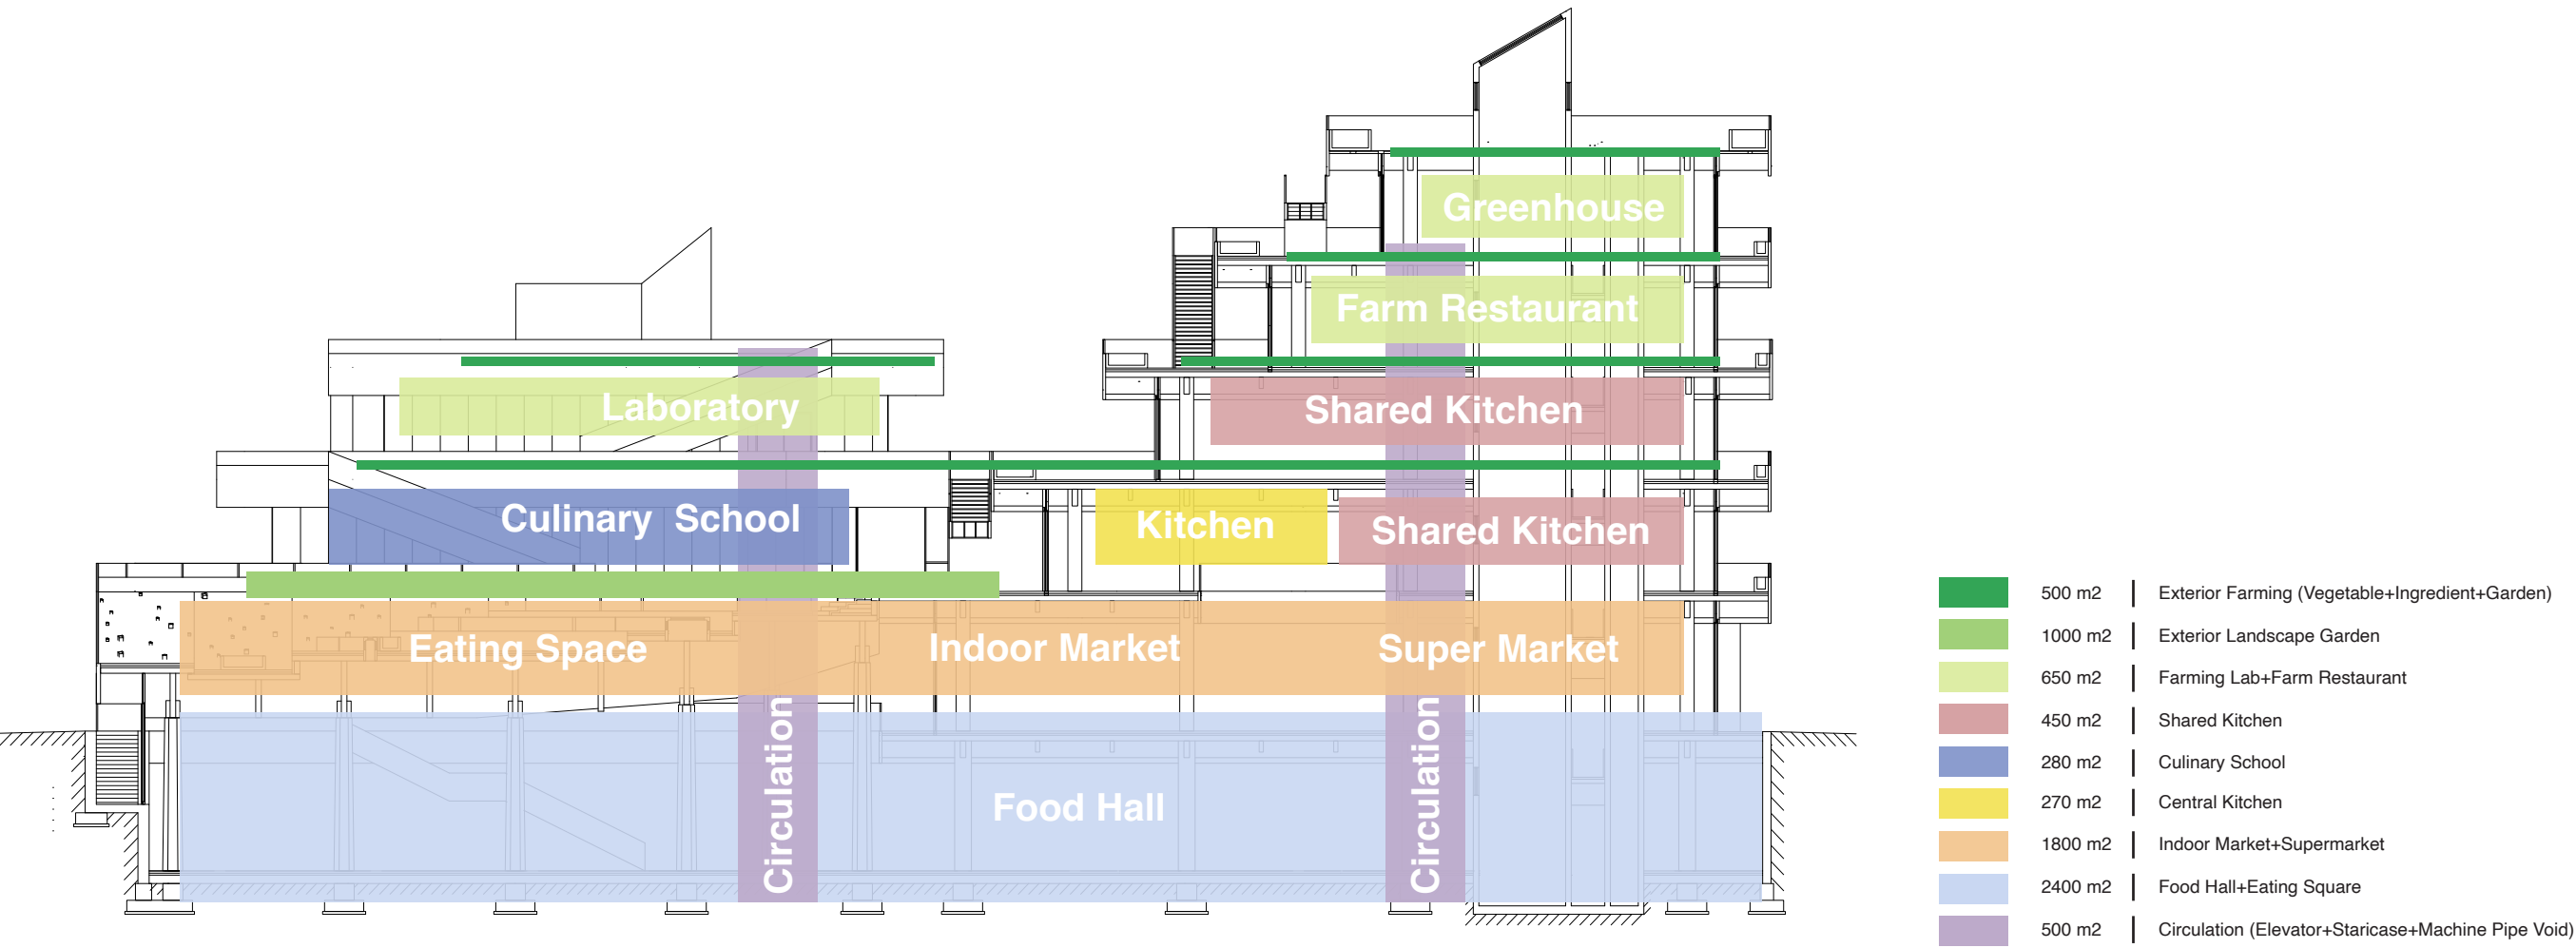 Greenhouse
Farm Restaurant
Laboratory
Shared Kitchen
Culinary School
Kitchen
Shared Kitchen
Eating Space
Indoor Market
Super Market
Circulation
Food Hall
Circulation
500 m2 | Exterior Farming (Vegetable+Ingredient+Garden)
1000 m2 | Exterior Landscape Garden
650 m2 | Farming Lab+Farm Restaurant
450 m2 | Shared Kitchen
280 m2 | Culinary School
270 m2 | Central Kitchen
1800 m2 | Indoor Market+Supermarket
2400 m2 | Food Hall+Eating Square
500 m2 | Circulation (Elevator+Staricase+Machine Pipe Void)